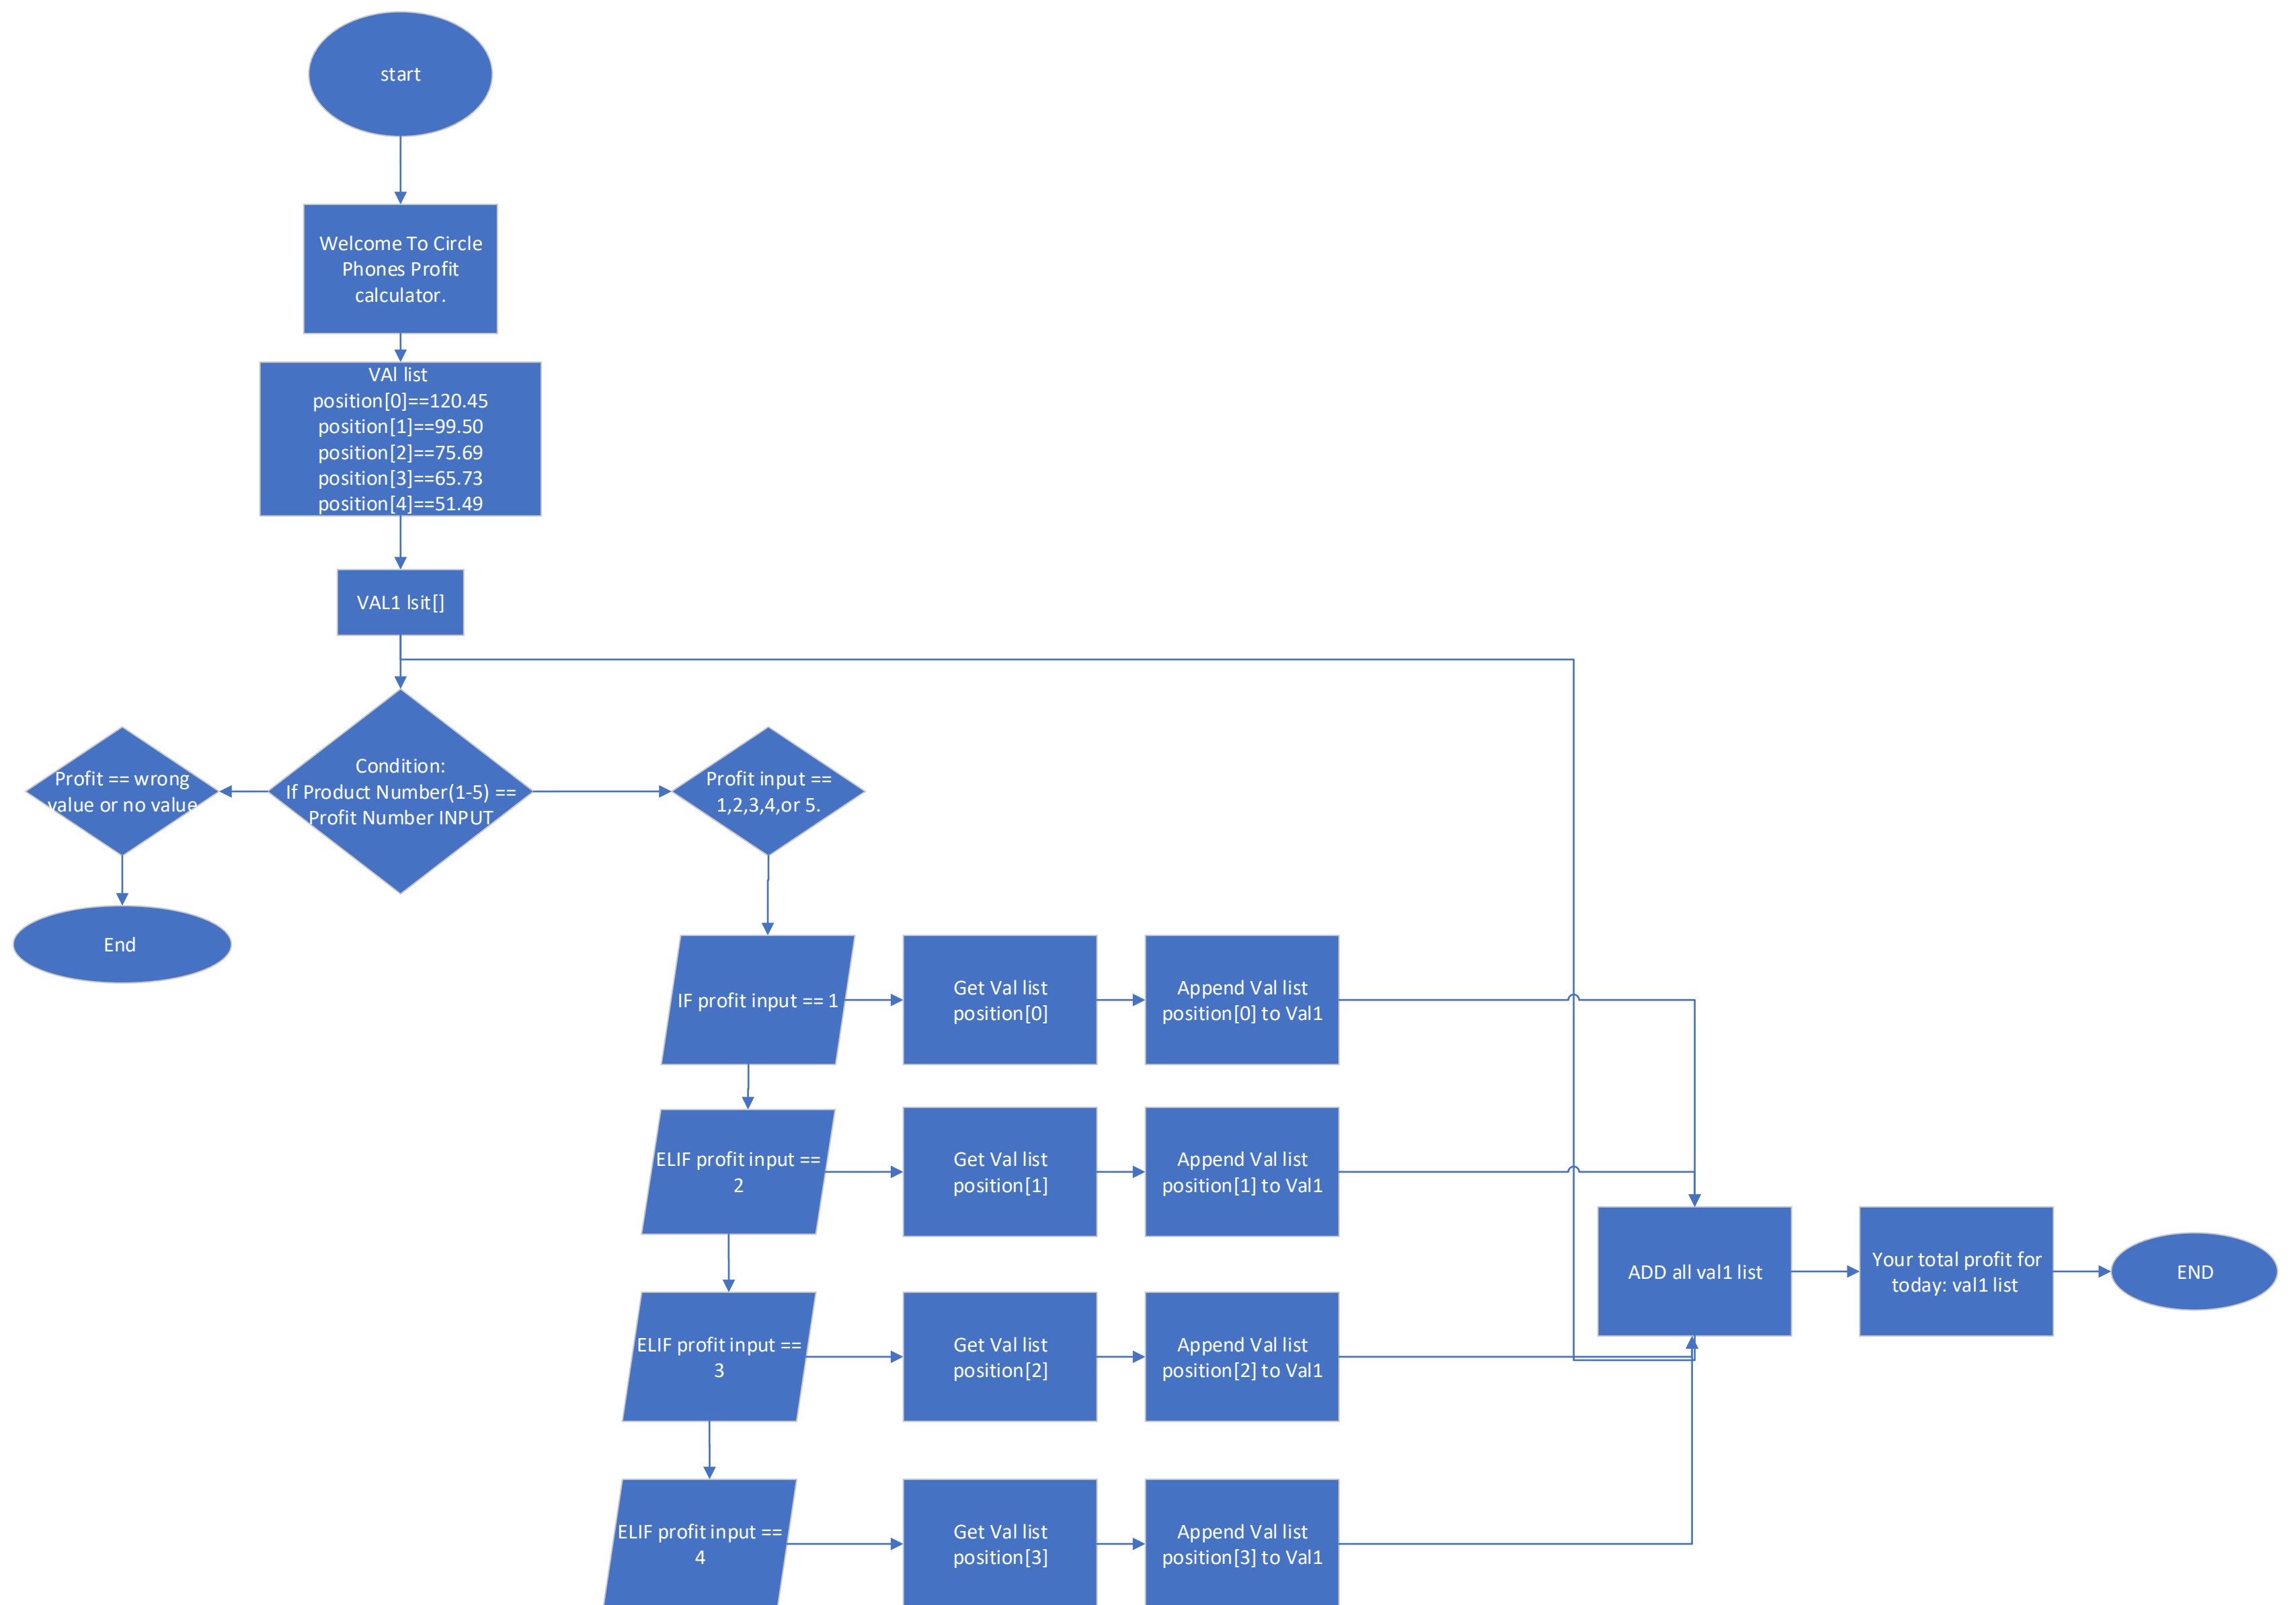 start
Welcome To Circle
Phones Profit
calculator.
VAl list
position[0]==120.45
position[1]==99.50
position[2]==75.69
position[3]==65.73
position[4]==51.49
VAL1 lsit[]
Condition:
If Product Number(1-5) ==
Profit Number INPUT
Profit == wrong
value or no value
End
Profit input ==
1,2,3,4,or 5.
IF profit input == 1
Get Val list
position[0]
Append Val list
position[0] to Val1
ELIF profit input ==
2
Get Val list
position[1]
Append Val list
position[1] to Val1
ELIF profit input ==
3
Get Val list
position[2]
Append Val list
position[2] to Val1
ELIF profit input ==
4
Get Val list
position[3]
Append Val list
position[3] to Val1
ADD all val1 list
Your total profit for
today: val1 list
END